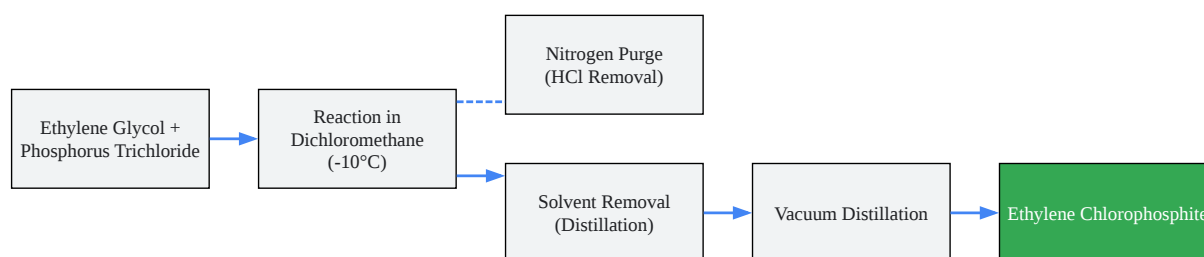 Ethylene Glycol +
Phosphorus Trichloride
Reaction in
Dichloromethane
(-10°C)
Nitrogen Purge
(HCl Removal)
Solvent Removal
(Distillation)
Vacuum Distillation
Ethylene Chlorophosphite